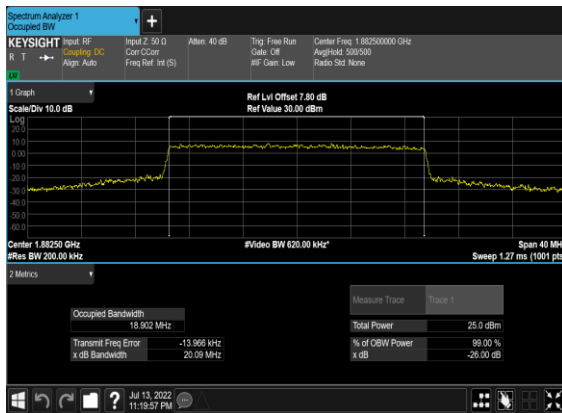 Spectrum Analyzer 1
Occupied BW
KEYSIGHT
R T
Input: RF
Coupling: DC
Align: Auto
Input Z: 50 Ω
Corr CCorr
Freq Ref: Int (S)
Atten: 40 dB
Trig: Free Run
Gate: Off
#IF Gain: Low
Center Freq: 1.882500000 GHz
Avg|Hold: 500/500
Radio Std: None
1 Graph
Scale/Div 10.0 dB
Ref Lvl Offset 7.80 dB
Ref Value 30.00 dBm
Log
20.0
10.0
0.00
-10.0
-20.0
-30.0
-40.0
-50.0
-60.0
Center 1.88250 GHz
#Res BW 200.00 kHz
#Video BW 620.00 kHz*
Span 40 MH
Sweep 1.27 ms (1001 pts
2 Metrics
Measure Trace Trace 1
Occupied Bandwidth
18.902 MHz
Total Power 25.0 dBm
Transmit Freq Error -13.966 kHz
% of OBW Power 99.00 %
x dB Bandwidth 20.09 MHz
x dB -26.00 dB
?
Jul 13, 2022
11:19:57 PM